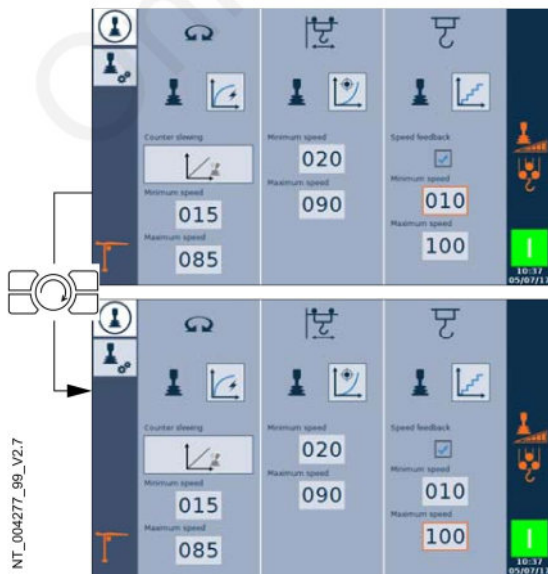 Counter slewing
Minimum speed
015
Maximum speed
085
Minimum speed
020
Maximum speed
090
Speed feedback
Minimum speed
010
Maximum speed
100
10:37
Counter slewing
Minimum speed
015
Maximum speed
085
Minimum speed
020
Maximum speed
090
Speed feedback
Minimum speed
010
Maximum speed
100
10:37
NT_004277_99_V2.7